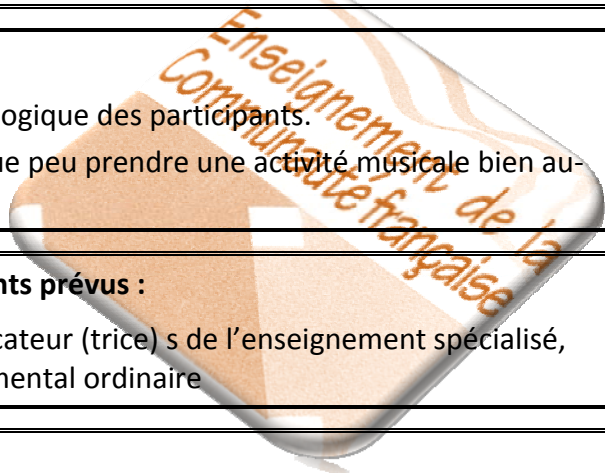 Enseignement de la
Communauté française
ogique des participants.
ue peu prendre une activité musicale bien au-
nts prévus :
cateur (trice) s de l'enseignement spécialisé,
mental ordinaire